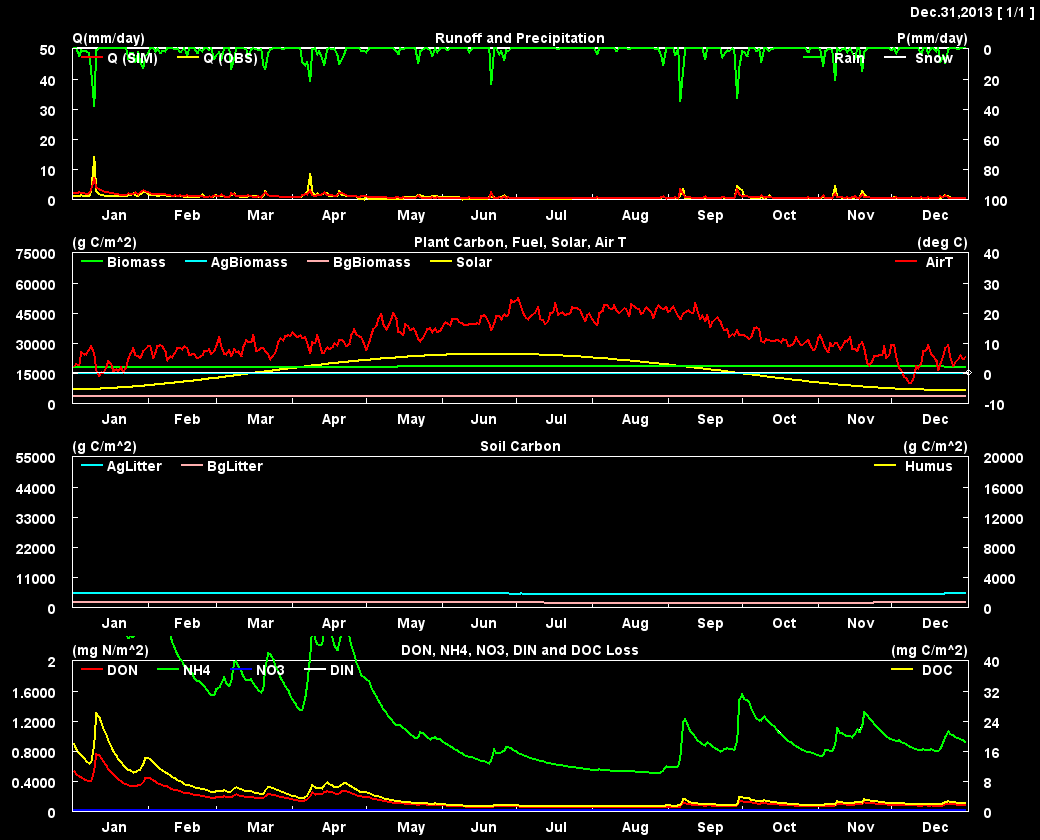 Dec.31,2013 [ 1/1 ]
Q(mm/day) Runoff and Precipitation P(mm/day)
50 Q (SIM) Q (OBS) Rain Snow 0
40 20
30 40
20 60
10 80
0 100
Jan Feb Mar Apr May Jun Jul Aug Sep Oct Nov Dec
(g C/m^2) Plant Carbon, Fuel, Solar, Air T (deg C)
75000 40
Biomass AgBiomass BgBiomass Solar AirT
60000 30
45000 20
30000 10
15000 0
0 -10
Jan Feb Mar Apr May Jun Jul Aug Sep Oct Nov Dec
(g C/m^2) Soil Carbon (g C/m^2)
55000 20000
AgLitter BgLitter Humus
44000 16000
33000 12000
22000 8000
11000 4000
0 0
Jan Feb Mar Apr May Jun Jul Aug Sep Oct Nov Dec
(mg N/m^2) DON, NH4, NO3, DIN and DOC Loss (mg C/m^2)
2 40
DON NH4 NO3 DIN DOC
1.6000 32
1.2000 24
0.8000 16
0.4000 8
0 0
Jan Feb Mar Apr May Jun Jul Aug Sep Oct Nov Dec